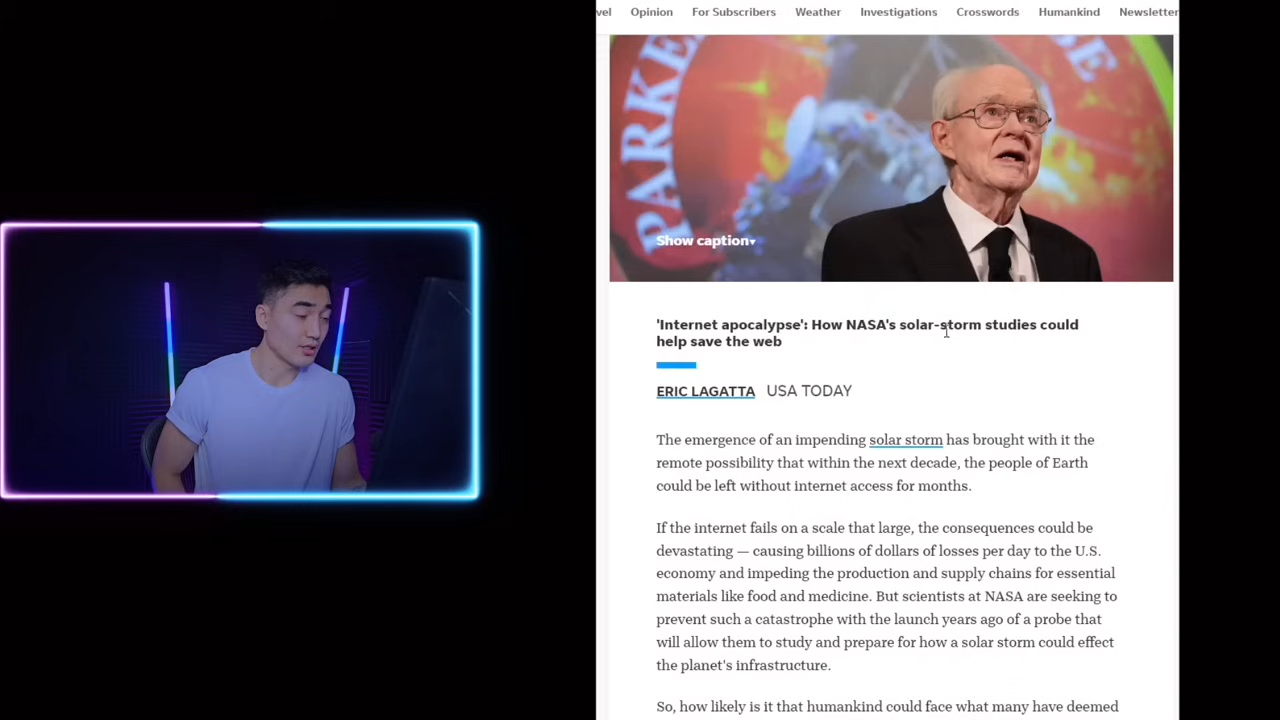 vel Opinion For Subscribers Weather Investigations Crosswords Humankind Newsletter
PARKE
SE
Show caption▾
'Internet apocalypse': How NASA's solar-storm studies could
help save the web
ERIC LAGATTA USA TODAY
The emergence of an impending solar storm has brought with it the
remote possibility that within the next decade, the people of Earth
could be left without internet access for months.
If the internet fails on a scale that large, the consequences could be
devastating — causing billions of dollars of losses per day to the U.S.
economy and impeding the production and supply chains for essential
materials like food and medicine. But scientists at NASA are seeking to
prevent such a catastrophe with the launch years ago of a probe that
will allow them to study and prepare for how a solar storm could effect
the planet's infrastructure.
So, how likely is it that humankind could face what many have deemed